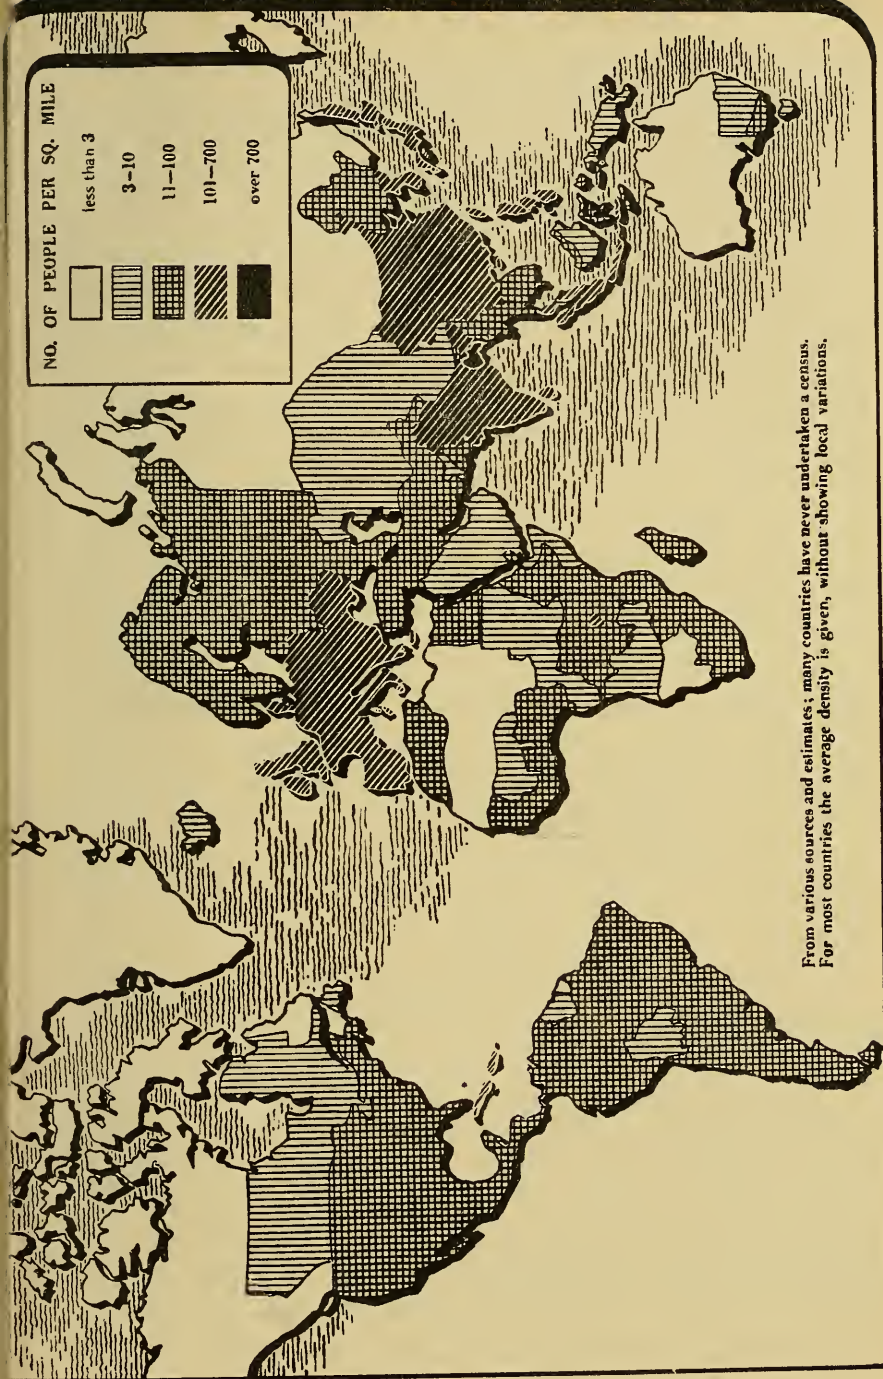 NO. OF PEOPLE PER SQ. MILE
less than 3
3–10
11–100
101–700
over 700
From various sources and estimates; many countries have never undertaken a census.
For most countries the average density is given, without showing local variations.